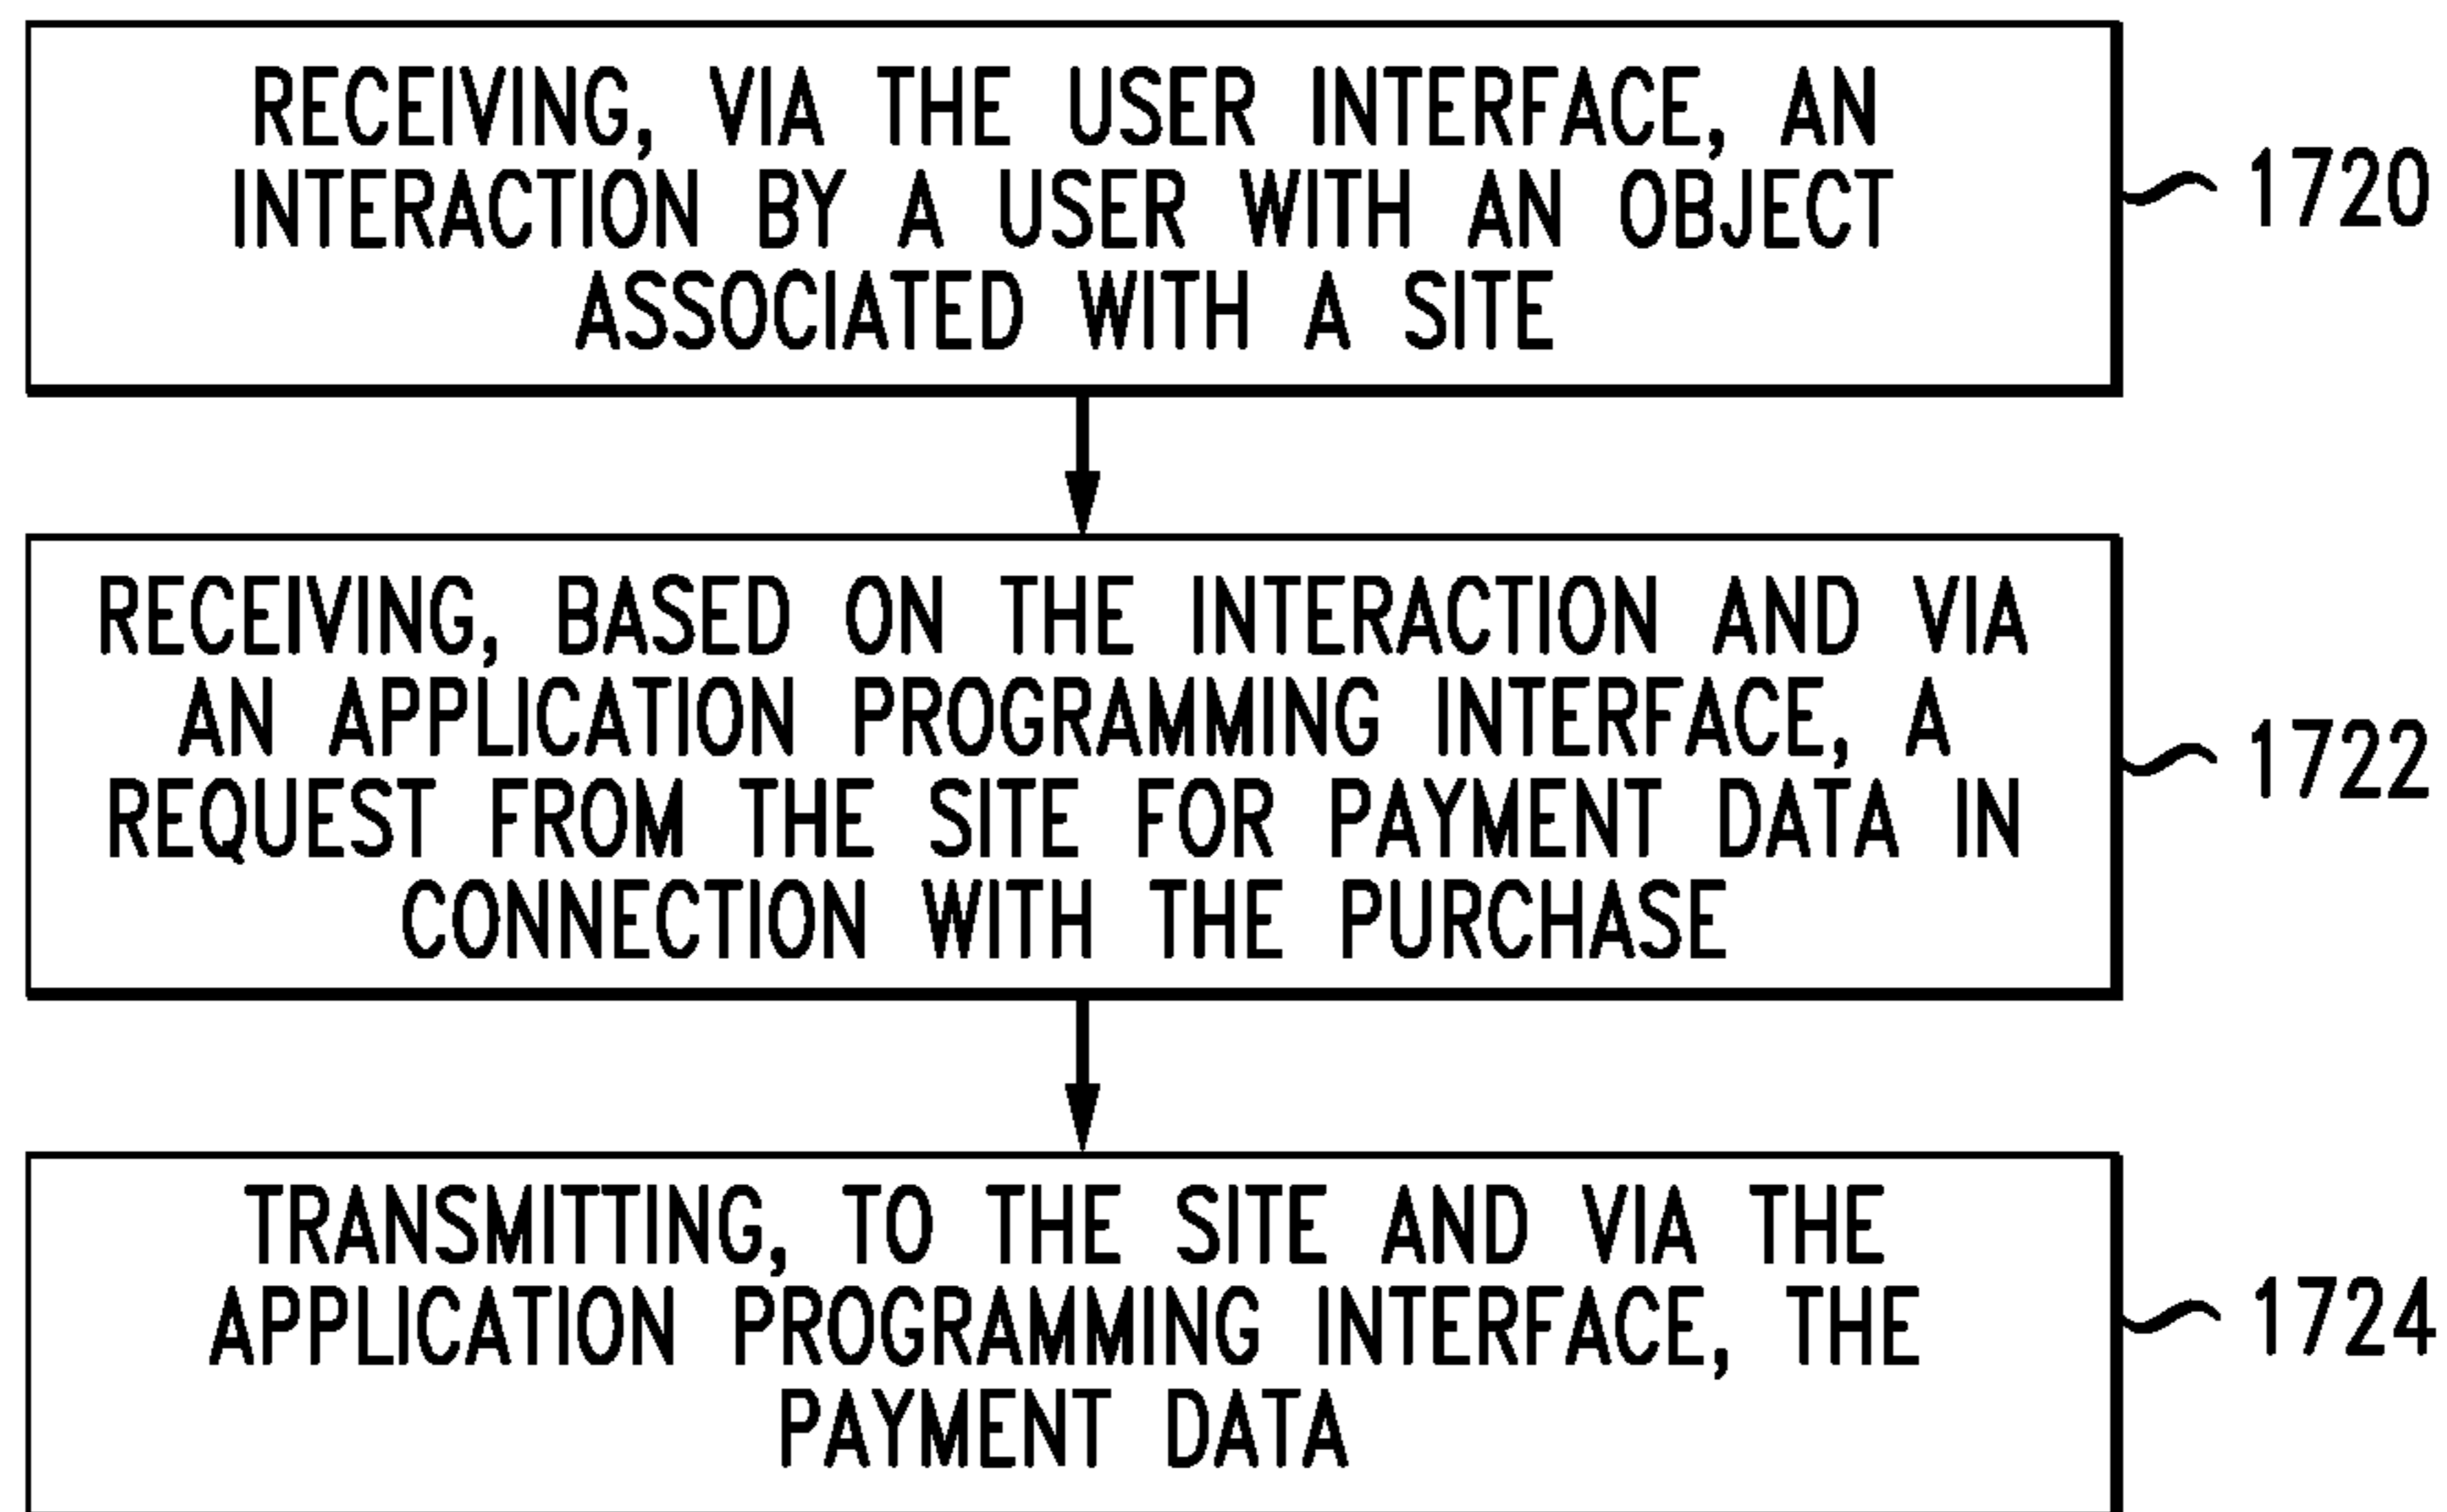 RECEIVING, VIA THE USER INTERFACE, AN
INTERACTION BY A USER WITH AN OBJECT
ASSOCIATED WITH A SITE
1720
RECEIVING, BASED ON THE INTERACTION AND VIA
AN APPLICATION PROGRAMMING INTERFACE, A
REQUEST FROM THE SITE FOR PAYMENT DATA IN
CONNECTION WITH THE PURCHASE
1722
TRANSMITTING, TO THE SITE AND VIA THE
APPLICATION PROGRAMMING INTERFACE, THE
PAYMENT DATA
1724